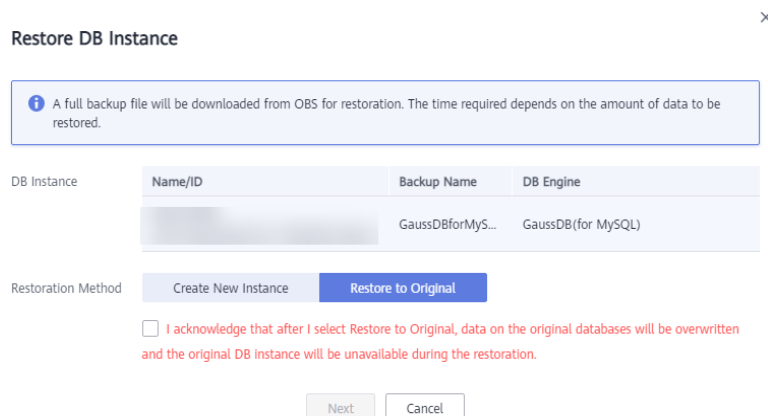 Restore DB Instance
A full backup file will be downloaded from OBS for restoration. The time required depends on the amount of data to be
restored.
DB Instance
Name/ID Backup Name DB Engine
GaussDBforMyS... GaussDB(for MySQL)
Restoration Method Create New Instance Restore to Original
I acknowledge that after I select Restore to Original, data on the original databases will be overwritten
and the original DB instance will be unavailable during the restoration.
Next Cancel